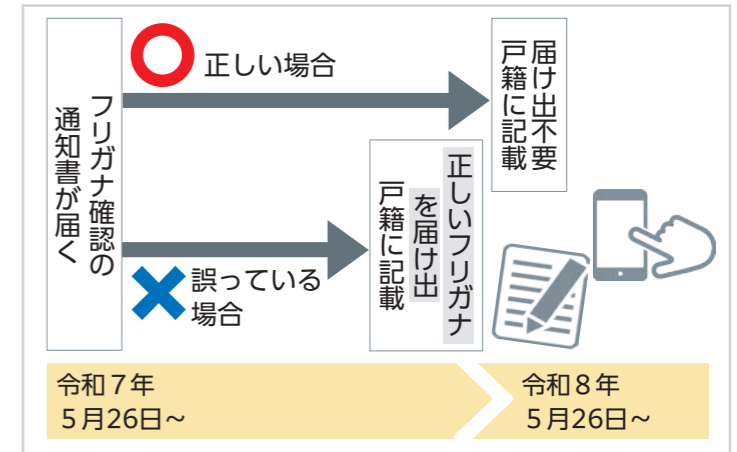 フリガナ確認の
通知書が届く
正しい場合
届け出不要
戸籍に記載
誤っている
場合
正しいフリガナ
を届け出
戸籍に記載
令和７年
５月26日～
令和８年
５月26日～